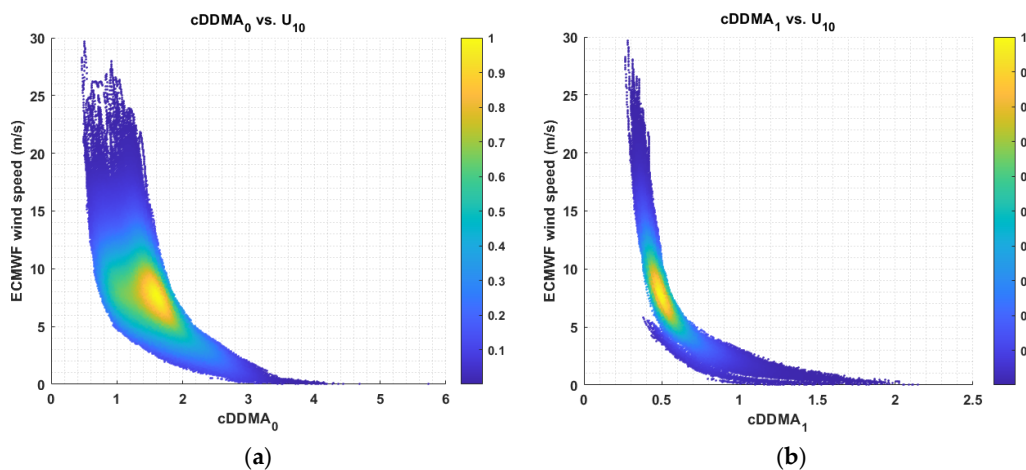 cDDMA0 vs. U10
ECMWF wind speed (m/s)
30
25
20
15
10
5
0
0 1 2 3 4 5 6
cDDMA0
1
0.9
0.8
0.7
0.6
0.5
0.4
0.3
0.2
0.1
(a)
cDDMA1 vs. U10
ECMWF wind speed (m/s)
30
25
20
15
10
5
0
0 0.5 1 1.5 2 2.5
cDDMA1
(b)